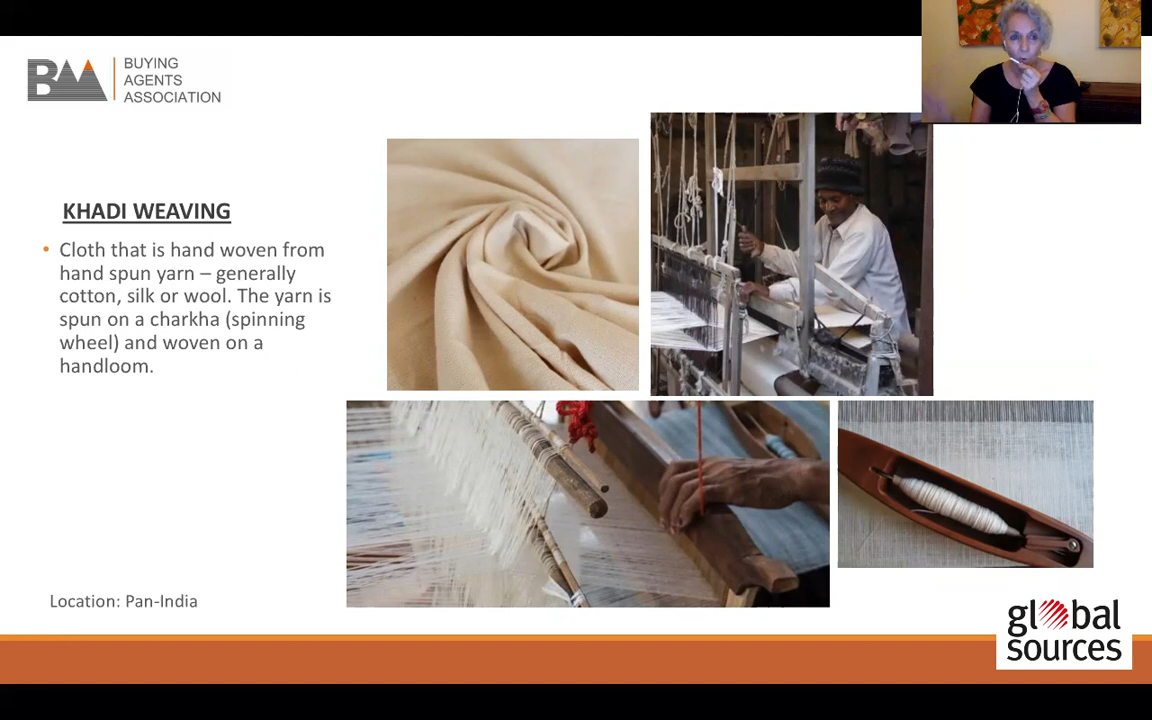 BUYING
AGENTS
ASSOCIATION
KHADI WEAVING
• Cloth that is hand woven from
hand spun yarn – generally
cotton, silk or wool. The yarn is
spun on a charkha (spinning
wheel) and woven on a
handloom.
Location: Pan-India
global
sources